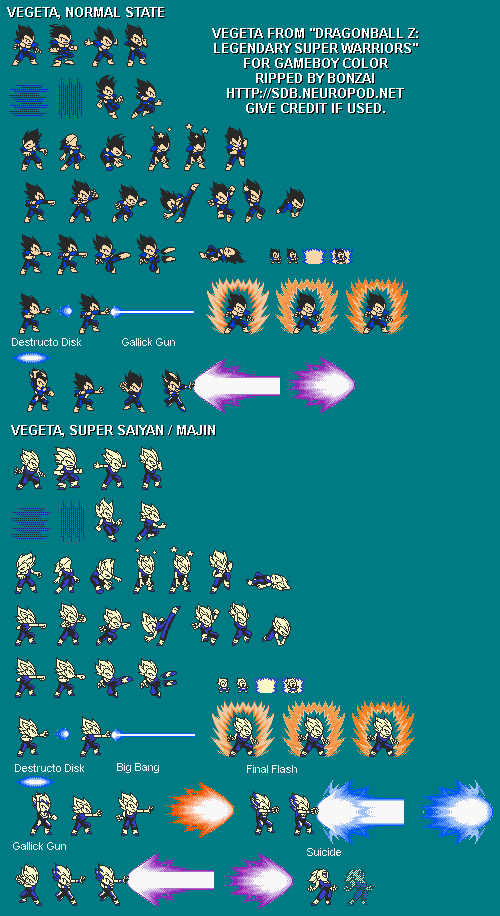 VEGETA, NORMAL STATE
VEGETA FROM "DRAGONBALL Z:
LEGENDARY SUPER WARRIORS"
FOR GAMEBOY COLOR
RIPPED BY BONZAI
HTTP://SDB.NEUROPOD.NET
GIVE CREDIT IF USED.
Destructo Disk
Gallick Gun
VEGETA, SUPER SAIYAN / MAJIN
Destructo Disk
Big Bang
Final Flash
Gallick Gun
Suicide